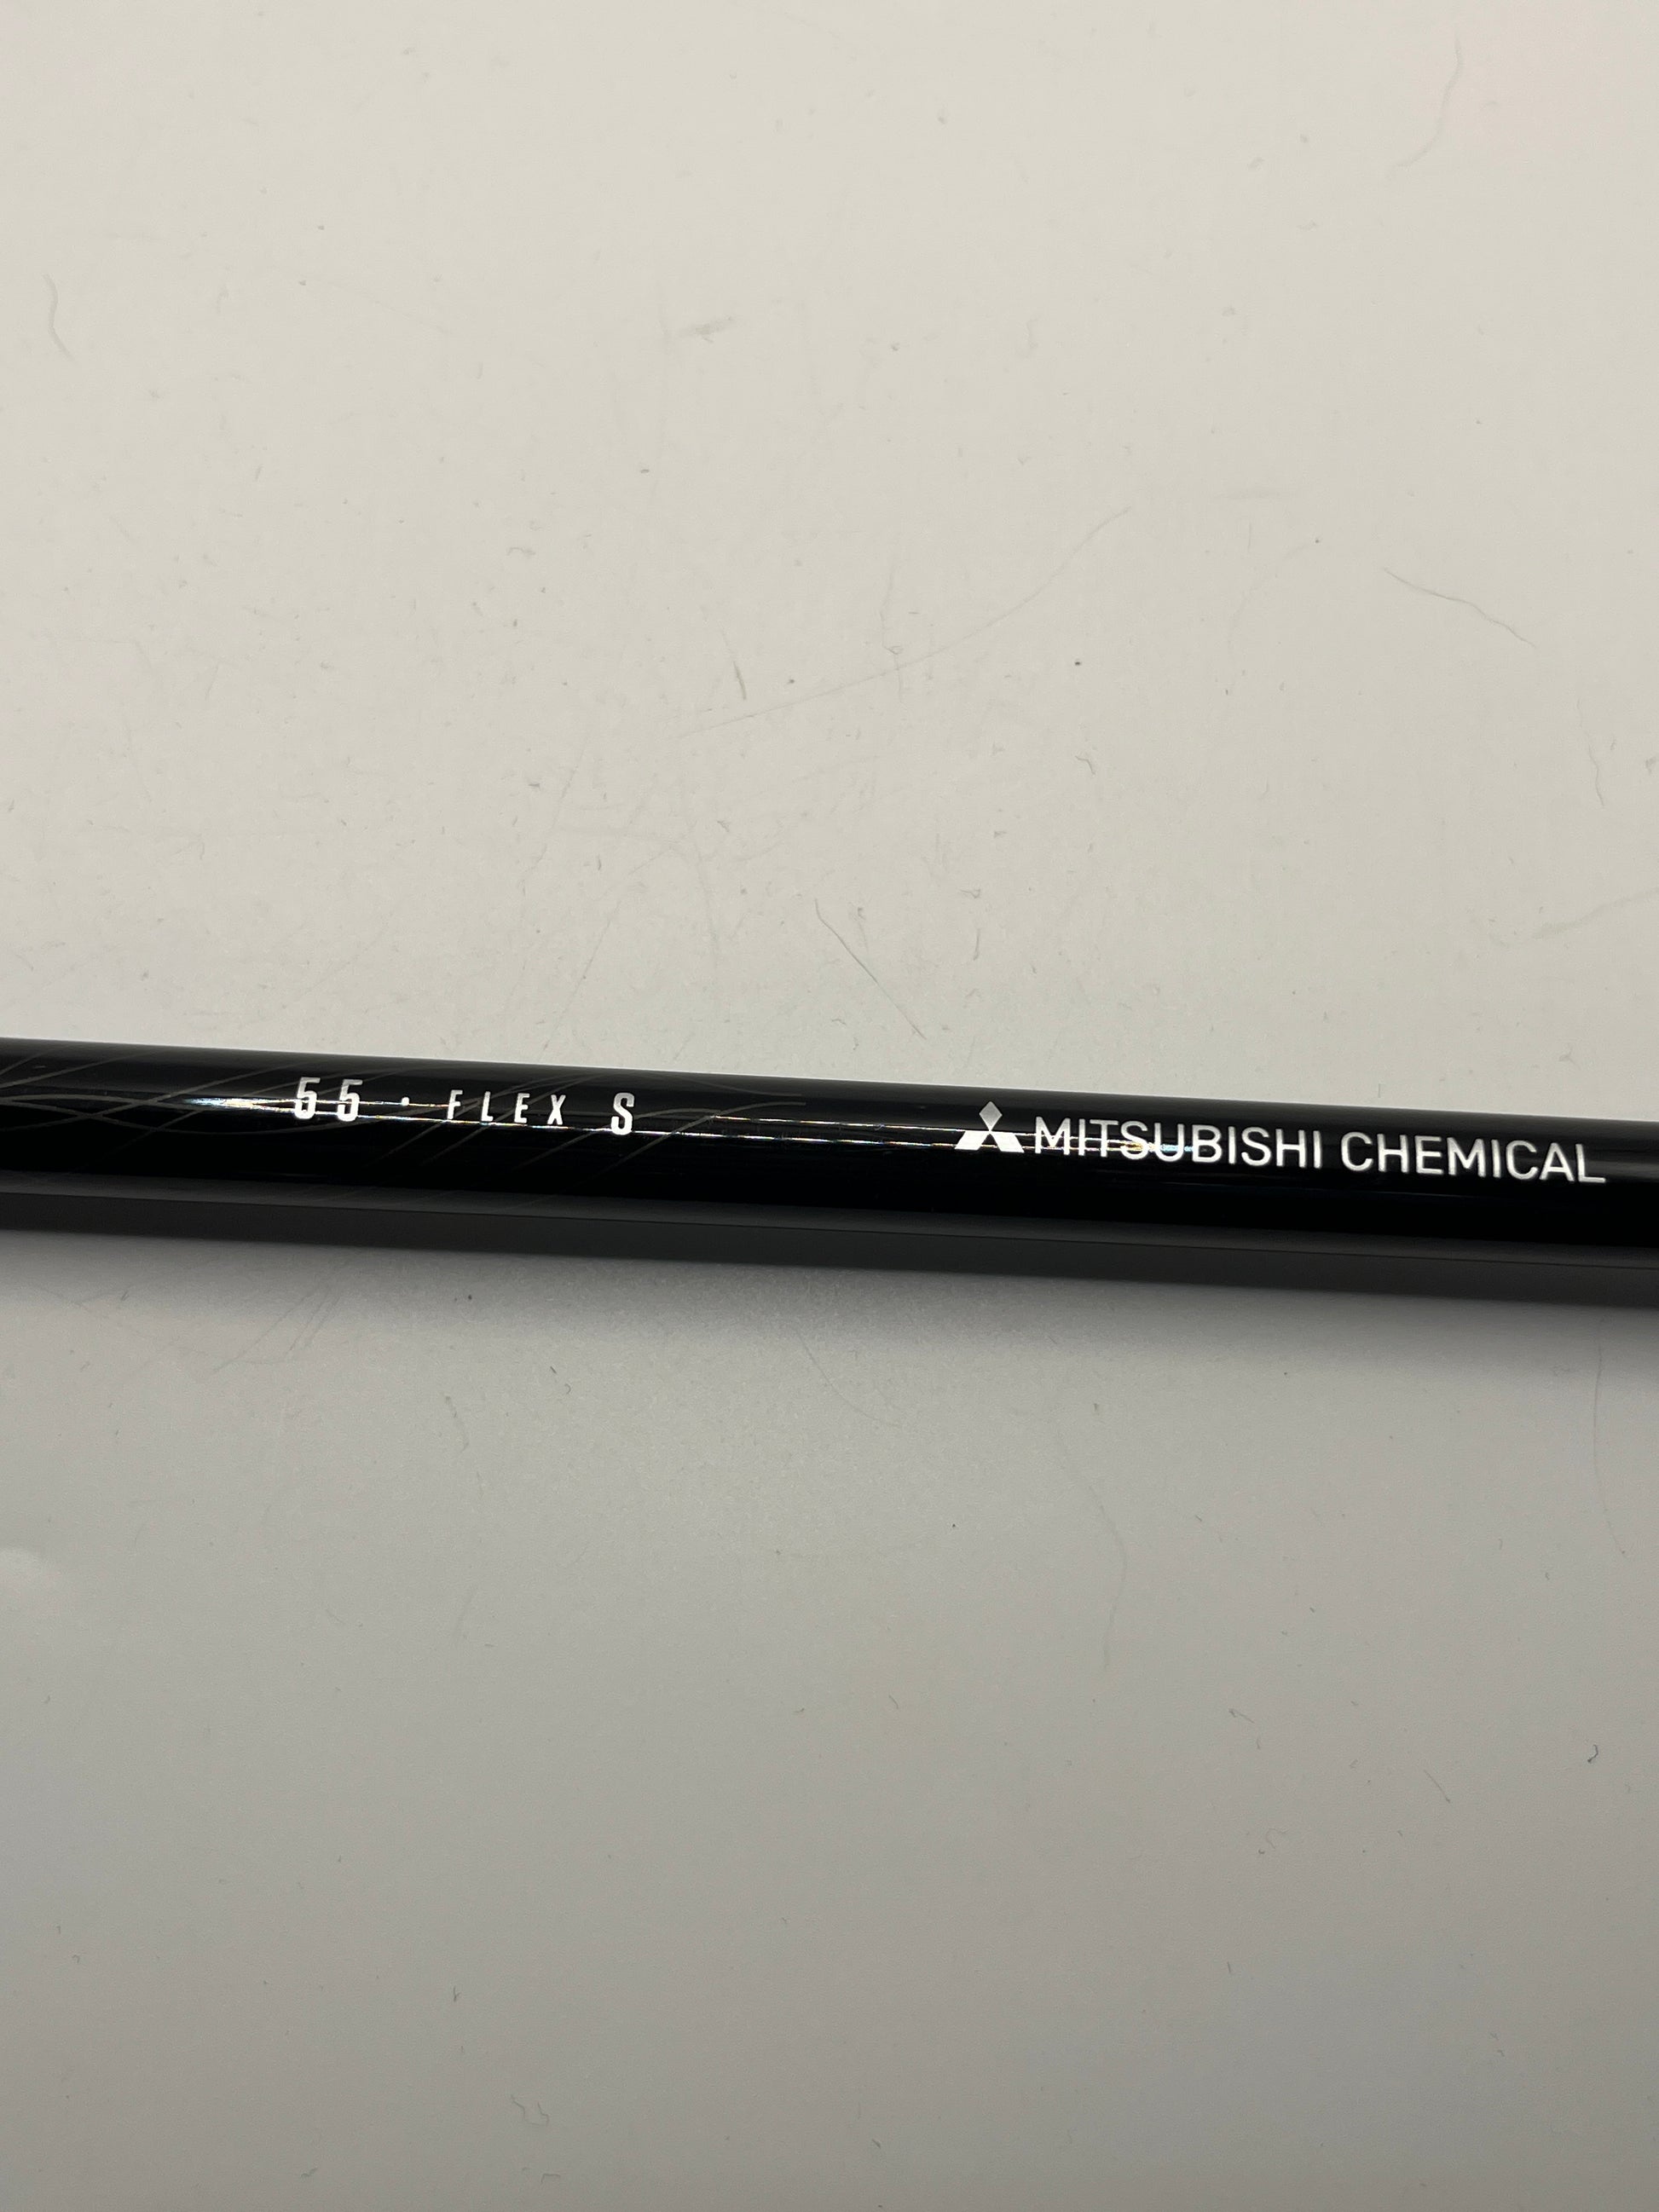 55 · FLEX S MITSUBISHI CHEMICAL